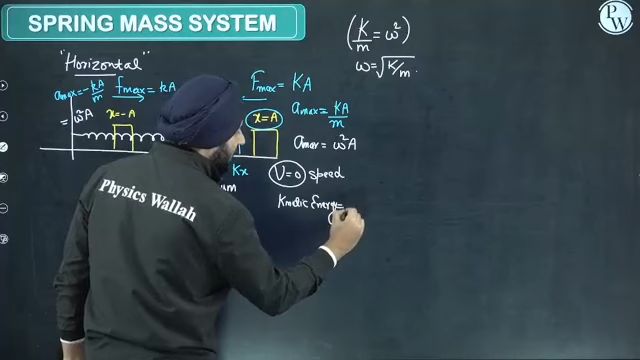 SPRING MASS SYSTEM
PW
"Horizontal"
amax = -kA/m
fmax = kA
= ω²A
x=-A
Fmax = KA
x=A
amax = KA/m
amax = ω²A
Kx
V=0 speed
Kinetic Energy=
(K/m = ω²)
ω=√K/m.
Physics Wallah